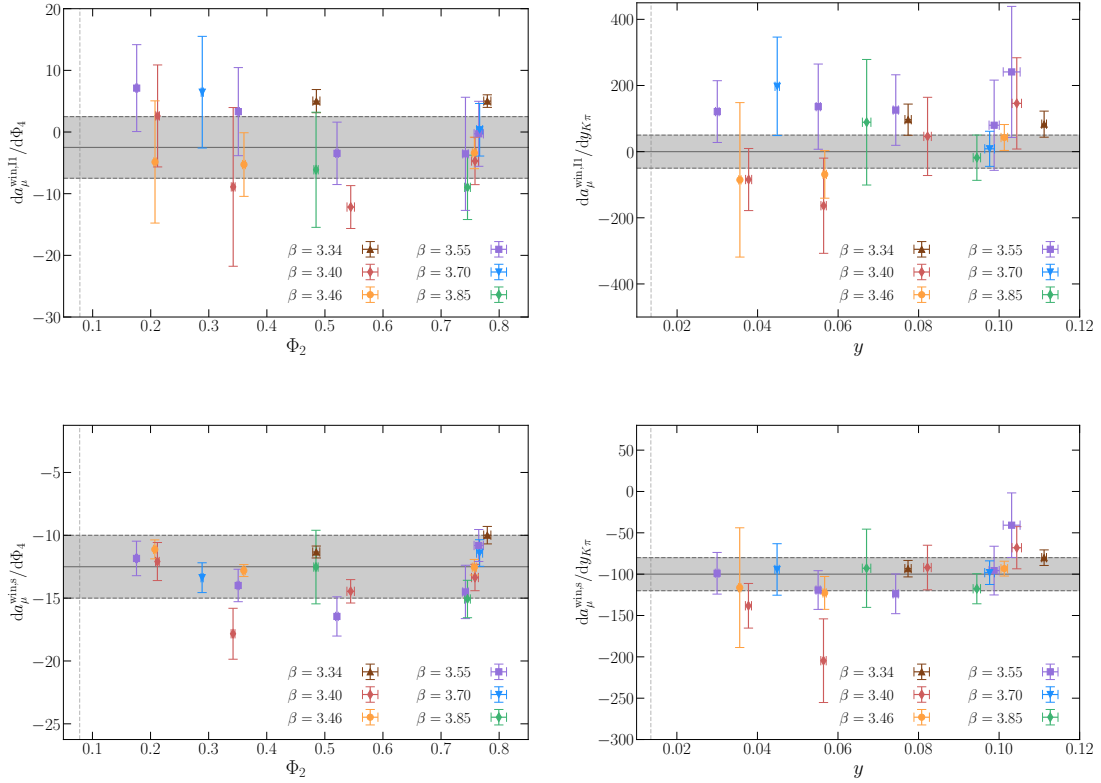 20
10
0
−10
−20
−30
da_μ^{win,I1}/dΦ_4
0.1 0.2 0.3 0.4 0.5 0.6 0.7 0.8
Φ_2
β = 3.34 β = 3.55
β = 3.40 β = 3.70
β = 3.46 β = 3.85
400
200
0
−200
−400
da_μ^{win,I1}/dy_{Kπ}
0.02 0.04 0.06 0.08 0.10 0.12
y
β = 3.34 β = 3.55
β = 3.40 β = 3.70
β = 3.46 β = 3.85
−5
−10
−15
−20
−25
da_μ^{win,s}/dΦ_4
0.1 0.2 0.3 0.4 0.5 0.6 0.7 0.8
Φ_2
β = 3.34 β = 3.55
β = 3.40 β = 3.70
β = 3.46 β = 3.85
50
0
−50
−100
−150
−200
−250
−300
da_μ^{win,s}/dy_{Kπ}
0.02 0.04 0.06 0.08 0.10 0.12
y
β = 3.34 β = 3.55
β = 3.40 β = 3.70
β = 3.46 β = 3.85